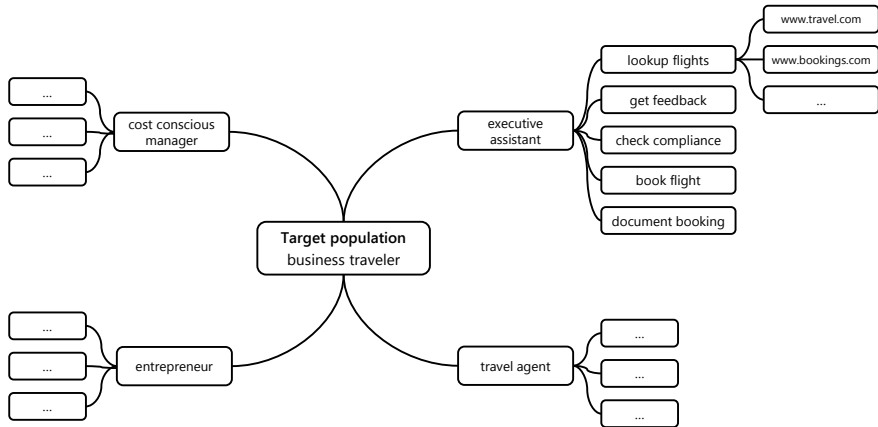 Target population
business traveler
cost conscious
manager
...
...
...
executive
assistant
lookup flights
www.travel.com
www.bookings.com
...
get feedback
check compliance
book flight
document booking
entrepreneur
...
...
...
travel agent
...
...
...